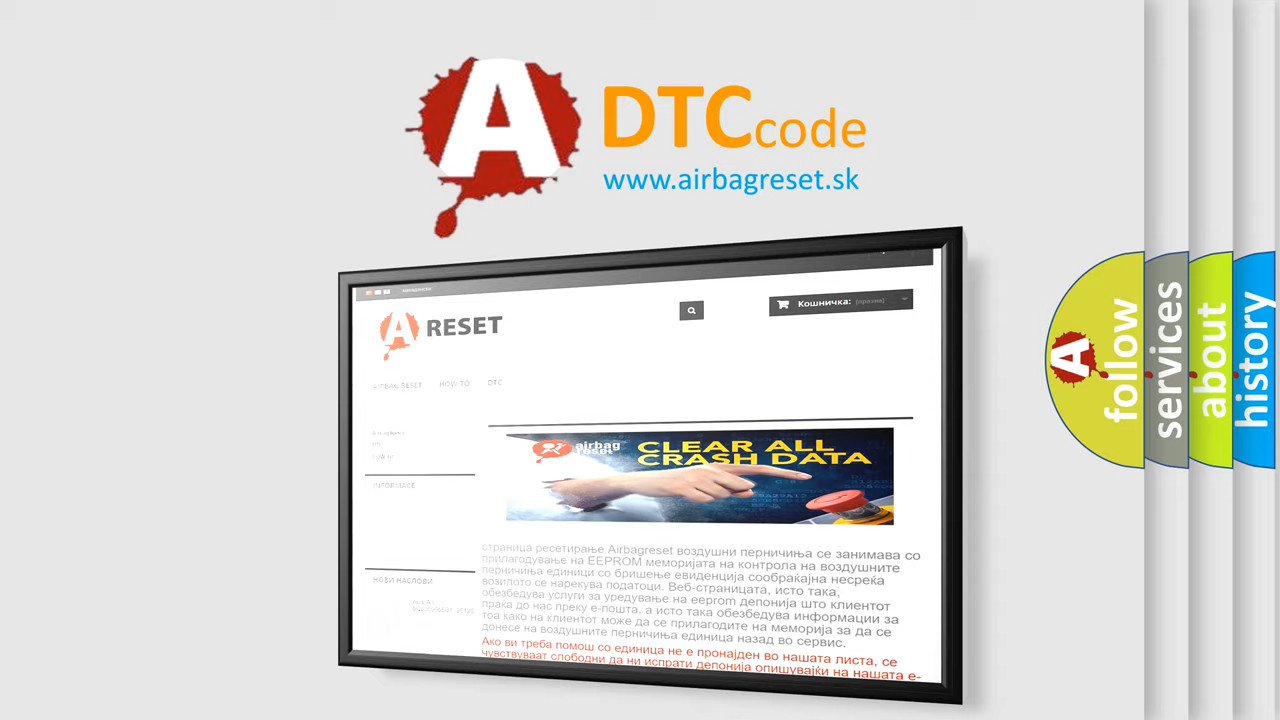 A
DTC code
www.airbagreset.sk
A RESET
Кошничка: (празна)
AIRBAG RESET HOW TO DTC
INFORMACE
airbag reset
CLEAR ALL
CRASH DATA
страница ресетирање Airbagreset воздушни перничиња се занимава со
прилагодување на EEPROM меморијата на контрола на воздушните
перничиња единици со бришење евиденција сообраќајна несреќа
возилото се нарекува податоци. Веб-страницата, исто така,
обезбедува услуги за уредување на eeprom депонија што клиентот
праќа до нас преку е-пошта, а исто така обезбедува информации за
тоа како на клиентот може да се прилагодите на меморија за да се
донесе на воздушните перничиња единица назад во сервис.
Ако ви треба помош со единица не е пронајден во нашата листа, се
чувствуваат слободни да ни испрати депонија опишувајќи на нашата е-
НОВИ НАСЛОВИ
A
follow
services
about
history